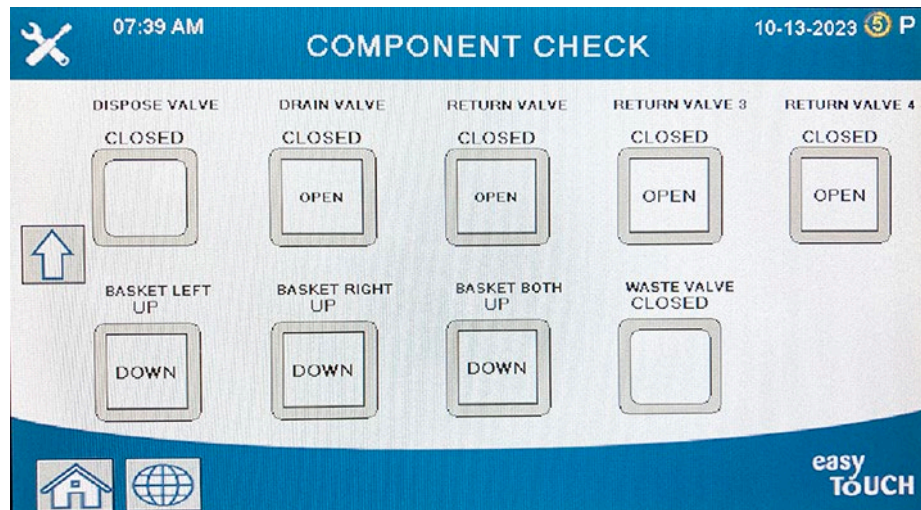 07:39 AM
COMPONENT CHECK
10-13-2023 5 P
DISPOSE VALVE DRAIN VALVE RETURN VALVE RETURN VALVE 3 RETURN VALVE 4
CLOSED CLOSED CLOSED CLOSED CLOSED
OPEN OPEN OPEN OPEN
BASKET LEFT BASKET RIGHT BASKET BOTH WASTE VALVE
UP UP UP CLOSED
DOWN DOWN DOWN
easy
TOUCH